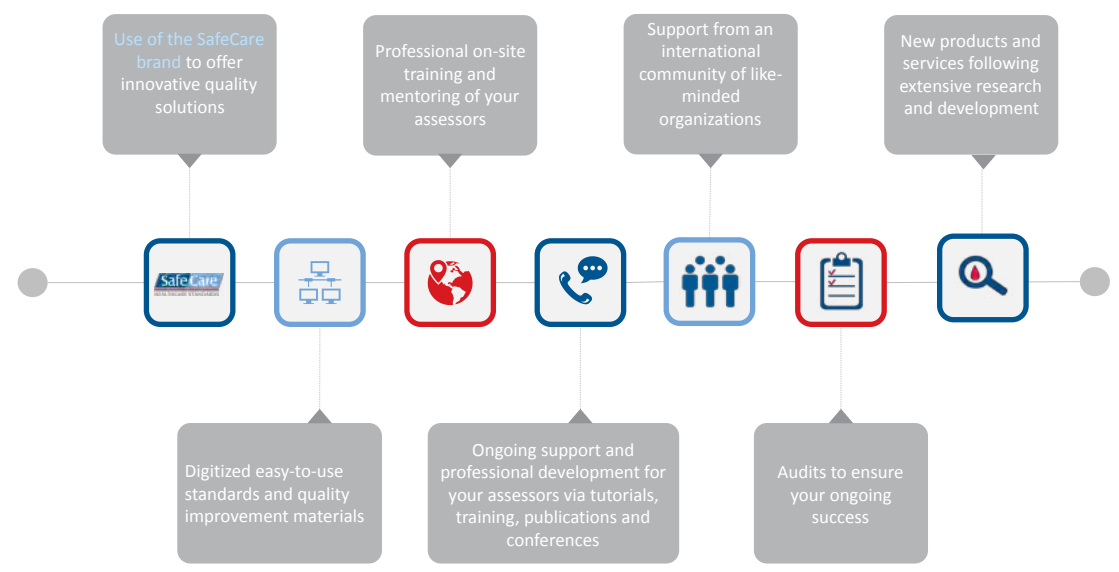 Use of the SafeCare
brand to offer
innovative quality
solutions
Professional on-site
training and
mentoring of your
assessors
Support from an
international
community of like-
minded
organizations
New products and
services following
extensive research
and development
SafeCare
HEALTHCARE STANDARDS
Digitized easy-to-use
standards and quality
improvement materials
Ongoing support and
professional development for
your assessors via tutorials,
training, publications and
conferences
Audits to ensure
your ongoing
success